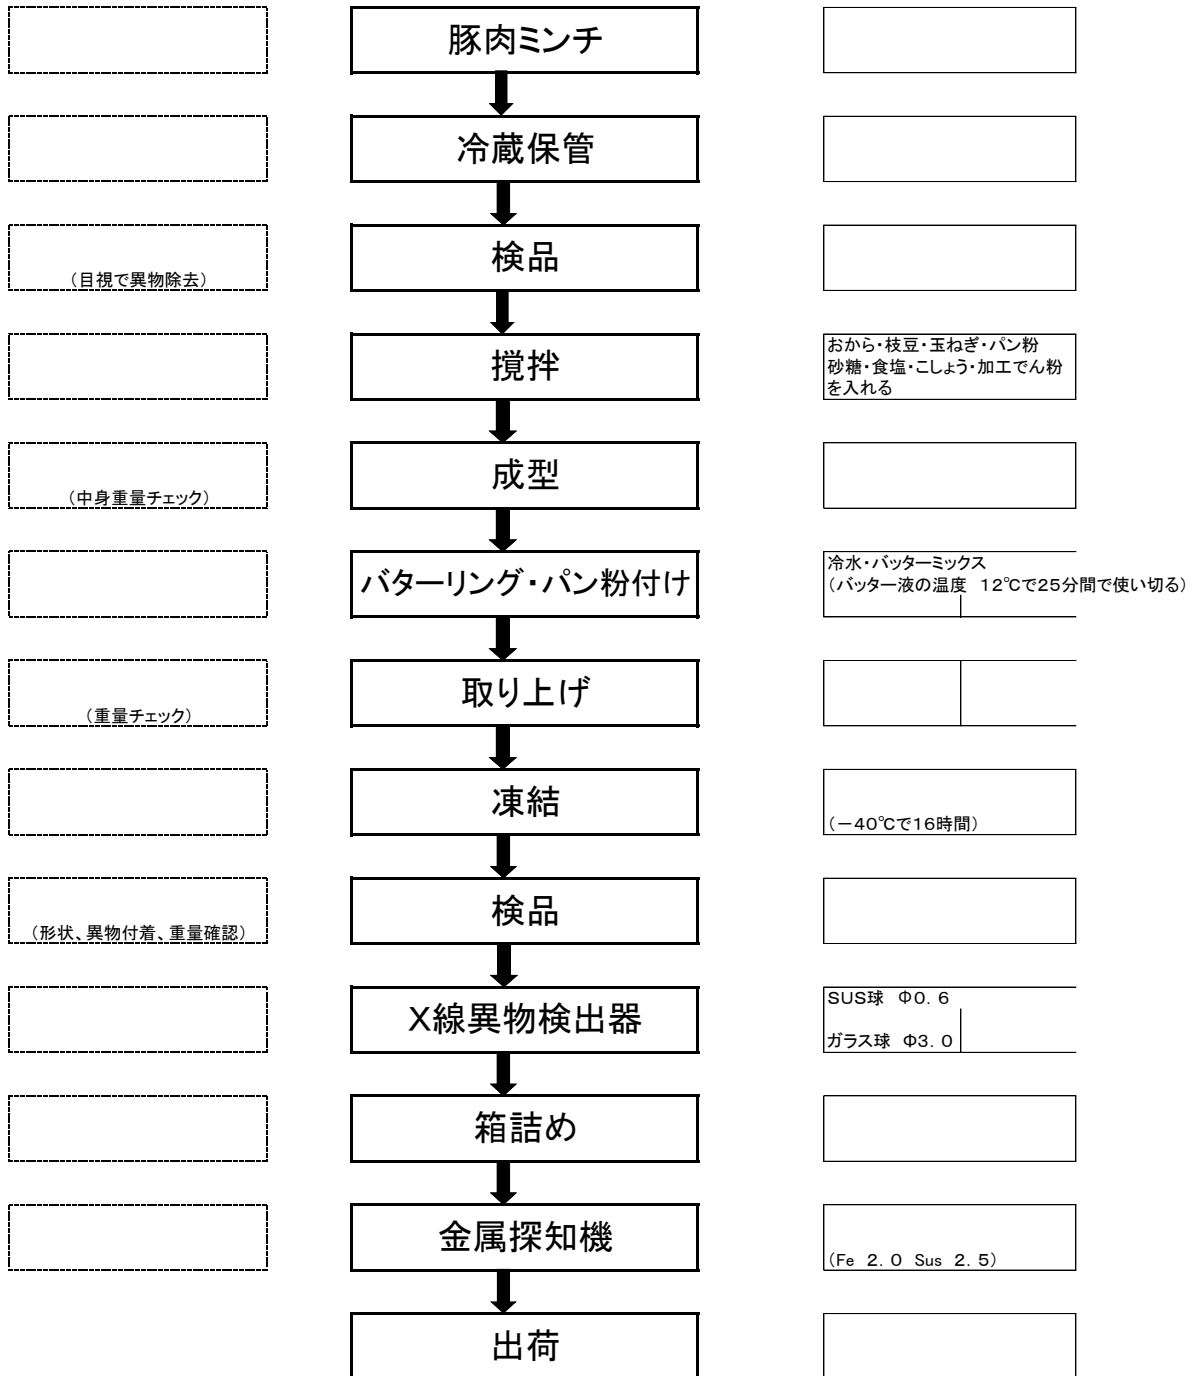 豚肉ミンチ
冷蔵保管
検品
（目視で異物除去）
撹拌
おから・枝豆・玉ねぎ・パン粉
砂糖・食塩・こしょう・加工でん粉
を入れる
成型
（中身重量チェック）
バターリング・パン粉付け
冷水・バッターミックス
（バッター液の温度　12℃で25分間で使い切る）
取り上げ
（重量チェック）
凍結
（－40℃で16時間）
検品
（形状、異物付着、重量確認）
X線異物検出器
SUS球　Φ0．6
ガラス球　Φ3．0
箱詰め
金属探知機
（Fe　2．0　Sus　2．5）
出荷